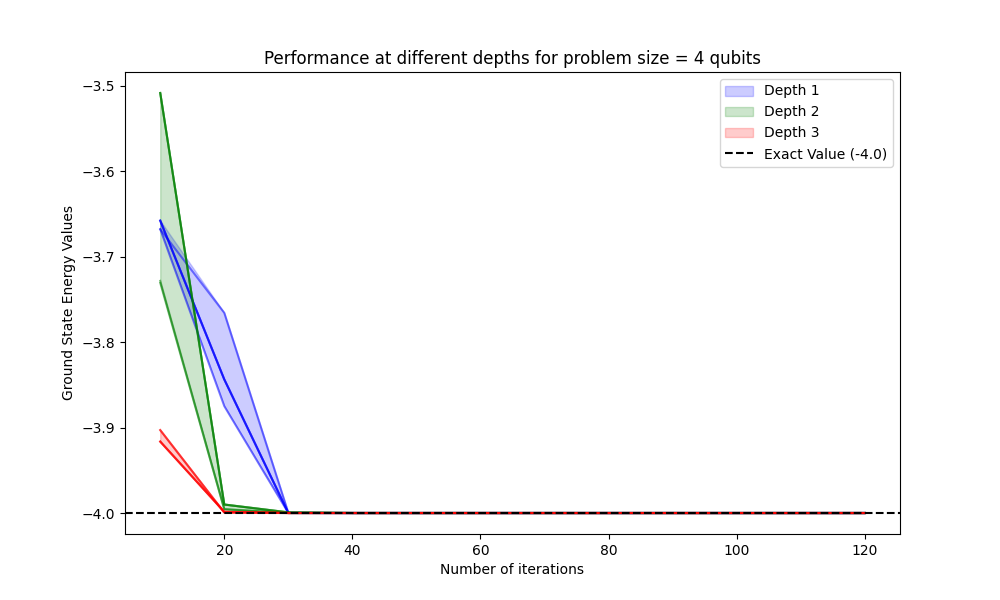 Performance at different depths for problem size = 4 qubits
Depth 1
Depth 2
Depth 3
Exact Value (-4.0)
Ground State Energy Values
−3.5
−3.6
−3.7
−3.8
−3.9
−4.0
20 40 60 80 100 120
Number of iterations